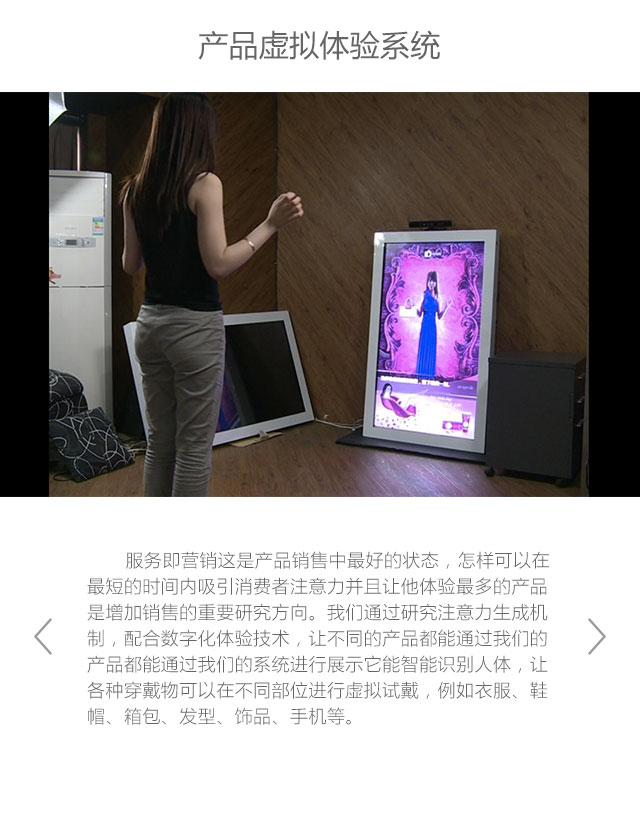 产品虚拟体验系统
服务即营销这是产品销售中最好的状态，怎样可以在
最短的时间内吸引消费者注意力并且让他体验最多的产品
是增加销售的重要研究方向。我们通过研究注意力生成机
制，配合数字化体验技术，让不同的产品都能通过我们的
产品都能通过我们的系统进行展示它能智能识别人体，让
各种穿戴物可以在不同部位进行虚拟试戴，例如衣服、鞋
帽、箱包、发型、饰品、手机等。